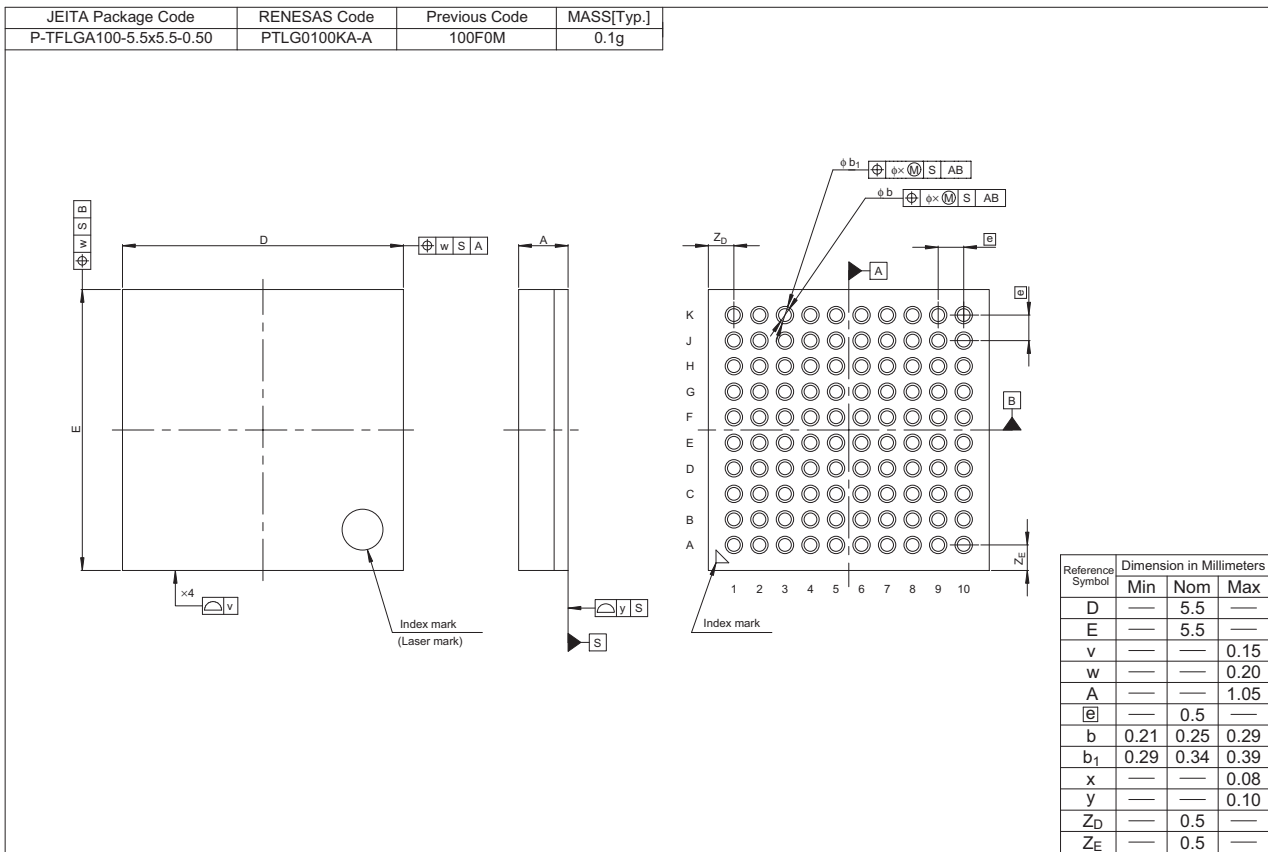 JEITA Package Code RENESAS Code Previous Code MASS[Typ.]
P-TFLGA100-5.5x5.5-0.50 PTLG0100KA-A 100F0M 0.1g
φ b1 ⌖ φ× Ⓜ S AB
φ b ⌖ φ× Ⓜ S AB
⌖ w S B
D
⌖ w S A
A
ZD
A
e
e
E
B
K
J
H
G
F
E
D
C
B
A
ZE
1 2 3 4 5 6 7 8 9 10
×4
⌓ v
⌓ y S
S
Index mark
(Laser mark)
Index mark
Reference Symbol Dimension in Millimeters
Min Nom Max
D — 5.5 —
E — 5.5 —
v — — 0.15
w — — 0.20
A — — 1.05
e — 0.5 —
b 0.21 0.25 0.29
b1 0.29 0.34 0.39
x — — 0.08
y — — 0.10
ZD — 0.5 —
ZE — 0.5 —